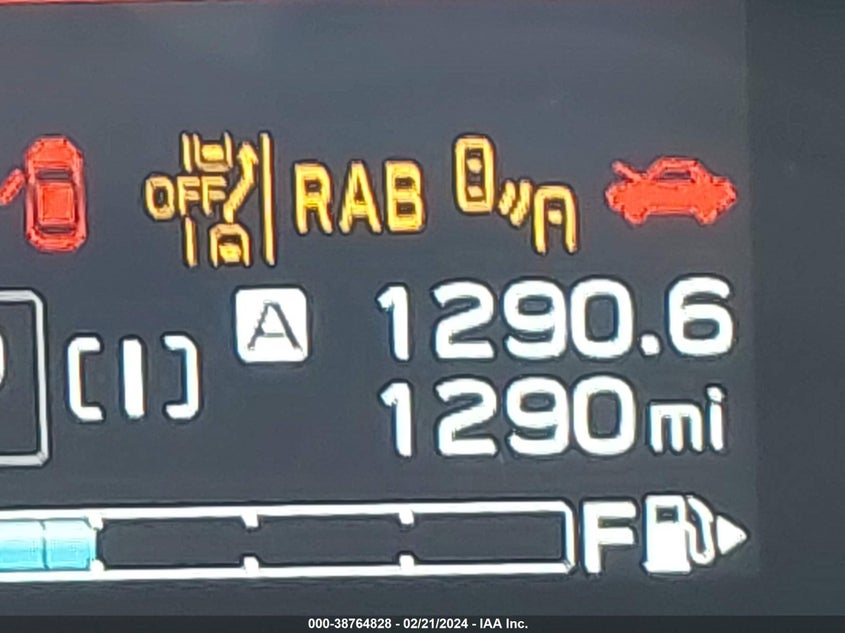 OFF RAB
A 1290.6
[I] 1290mi
F
000-38764828 - 02/21/2024 - IAA Inc.